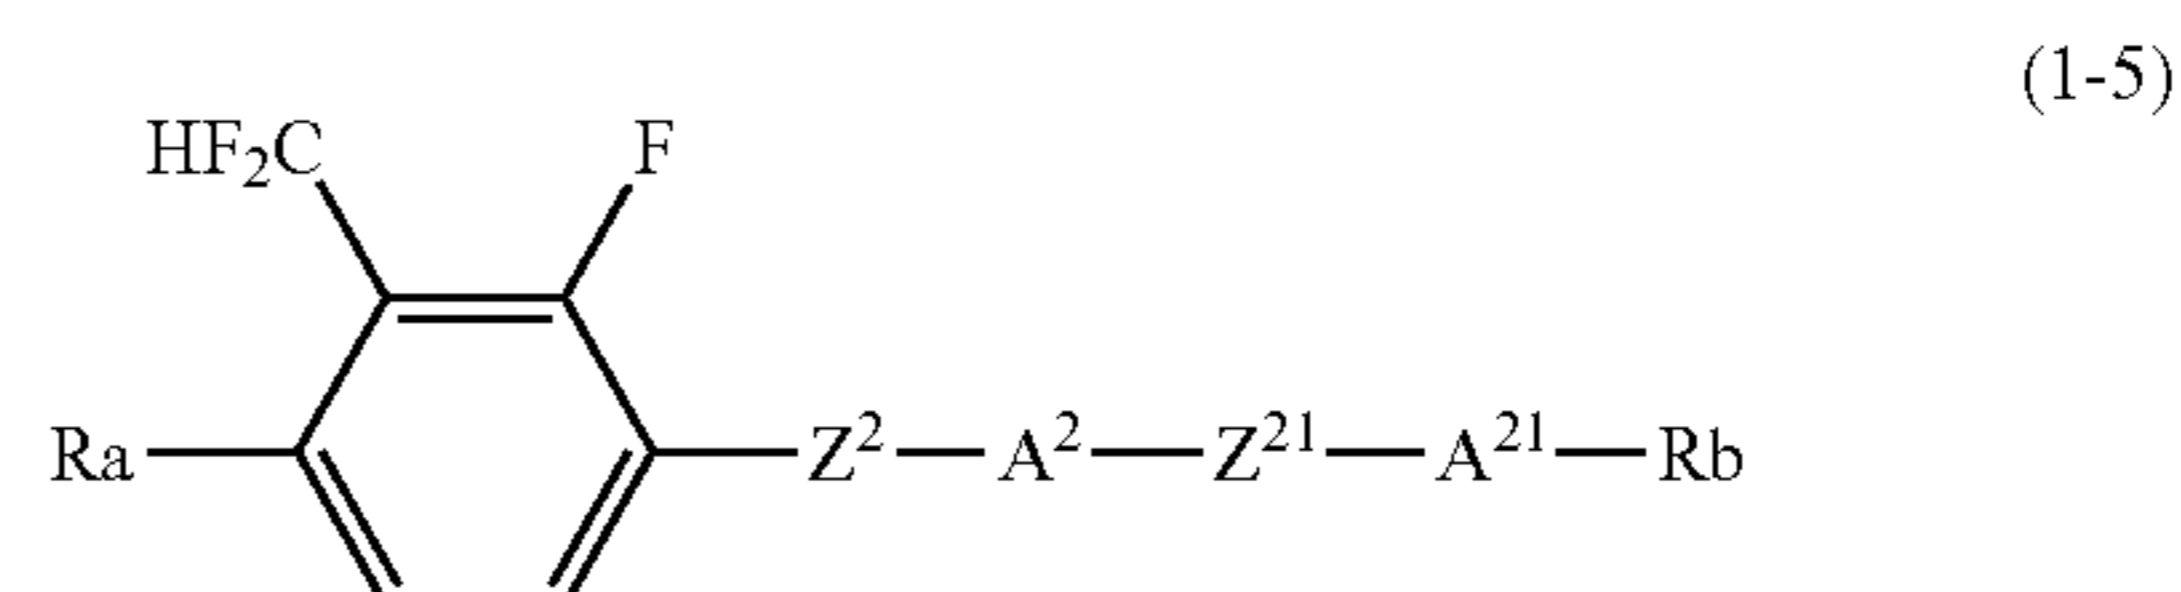 (1-5)
HF₂C F
Ra Z² A² Z²¹ A²¹ Rb